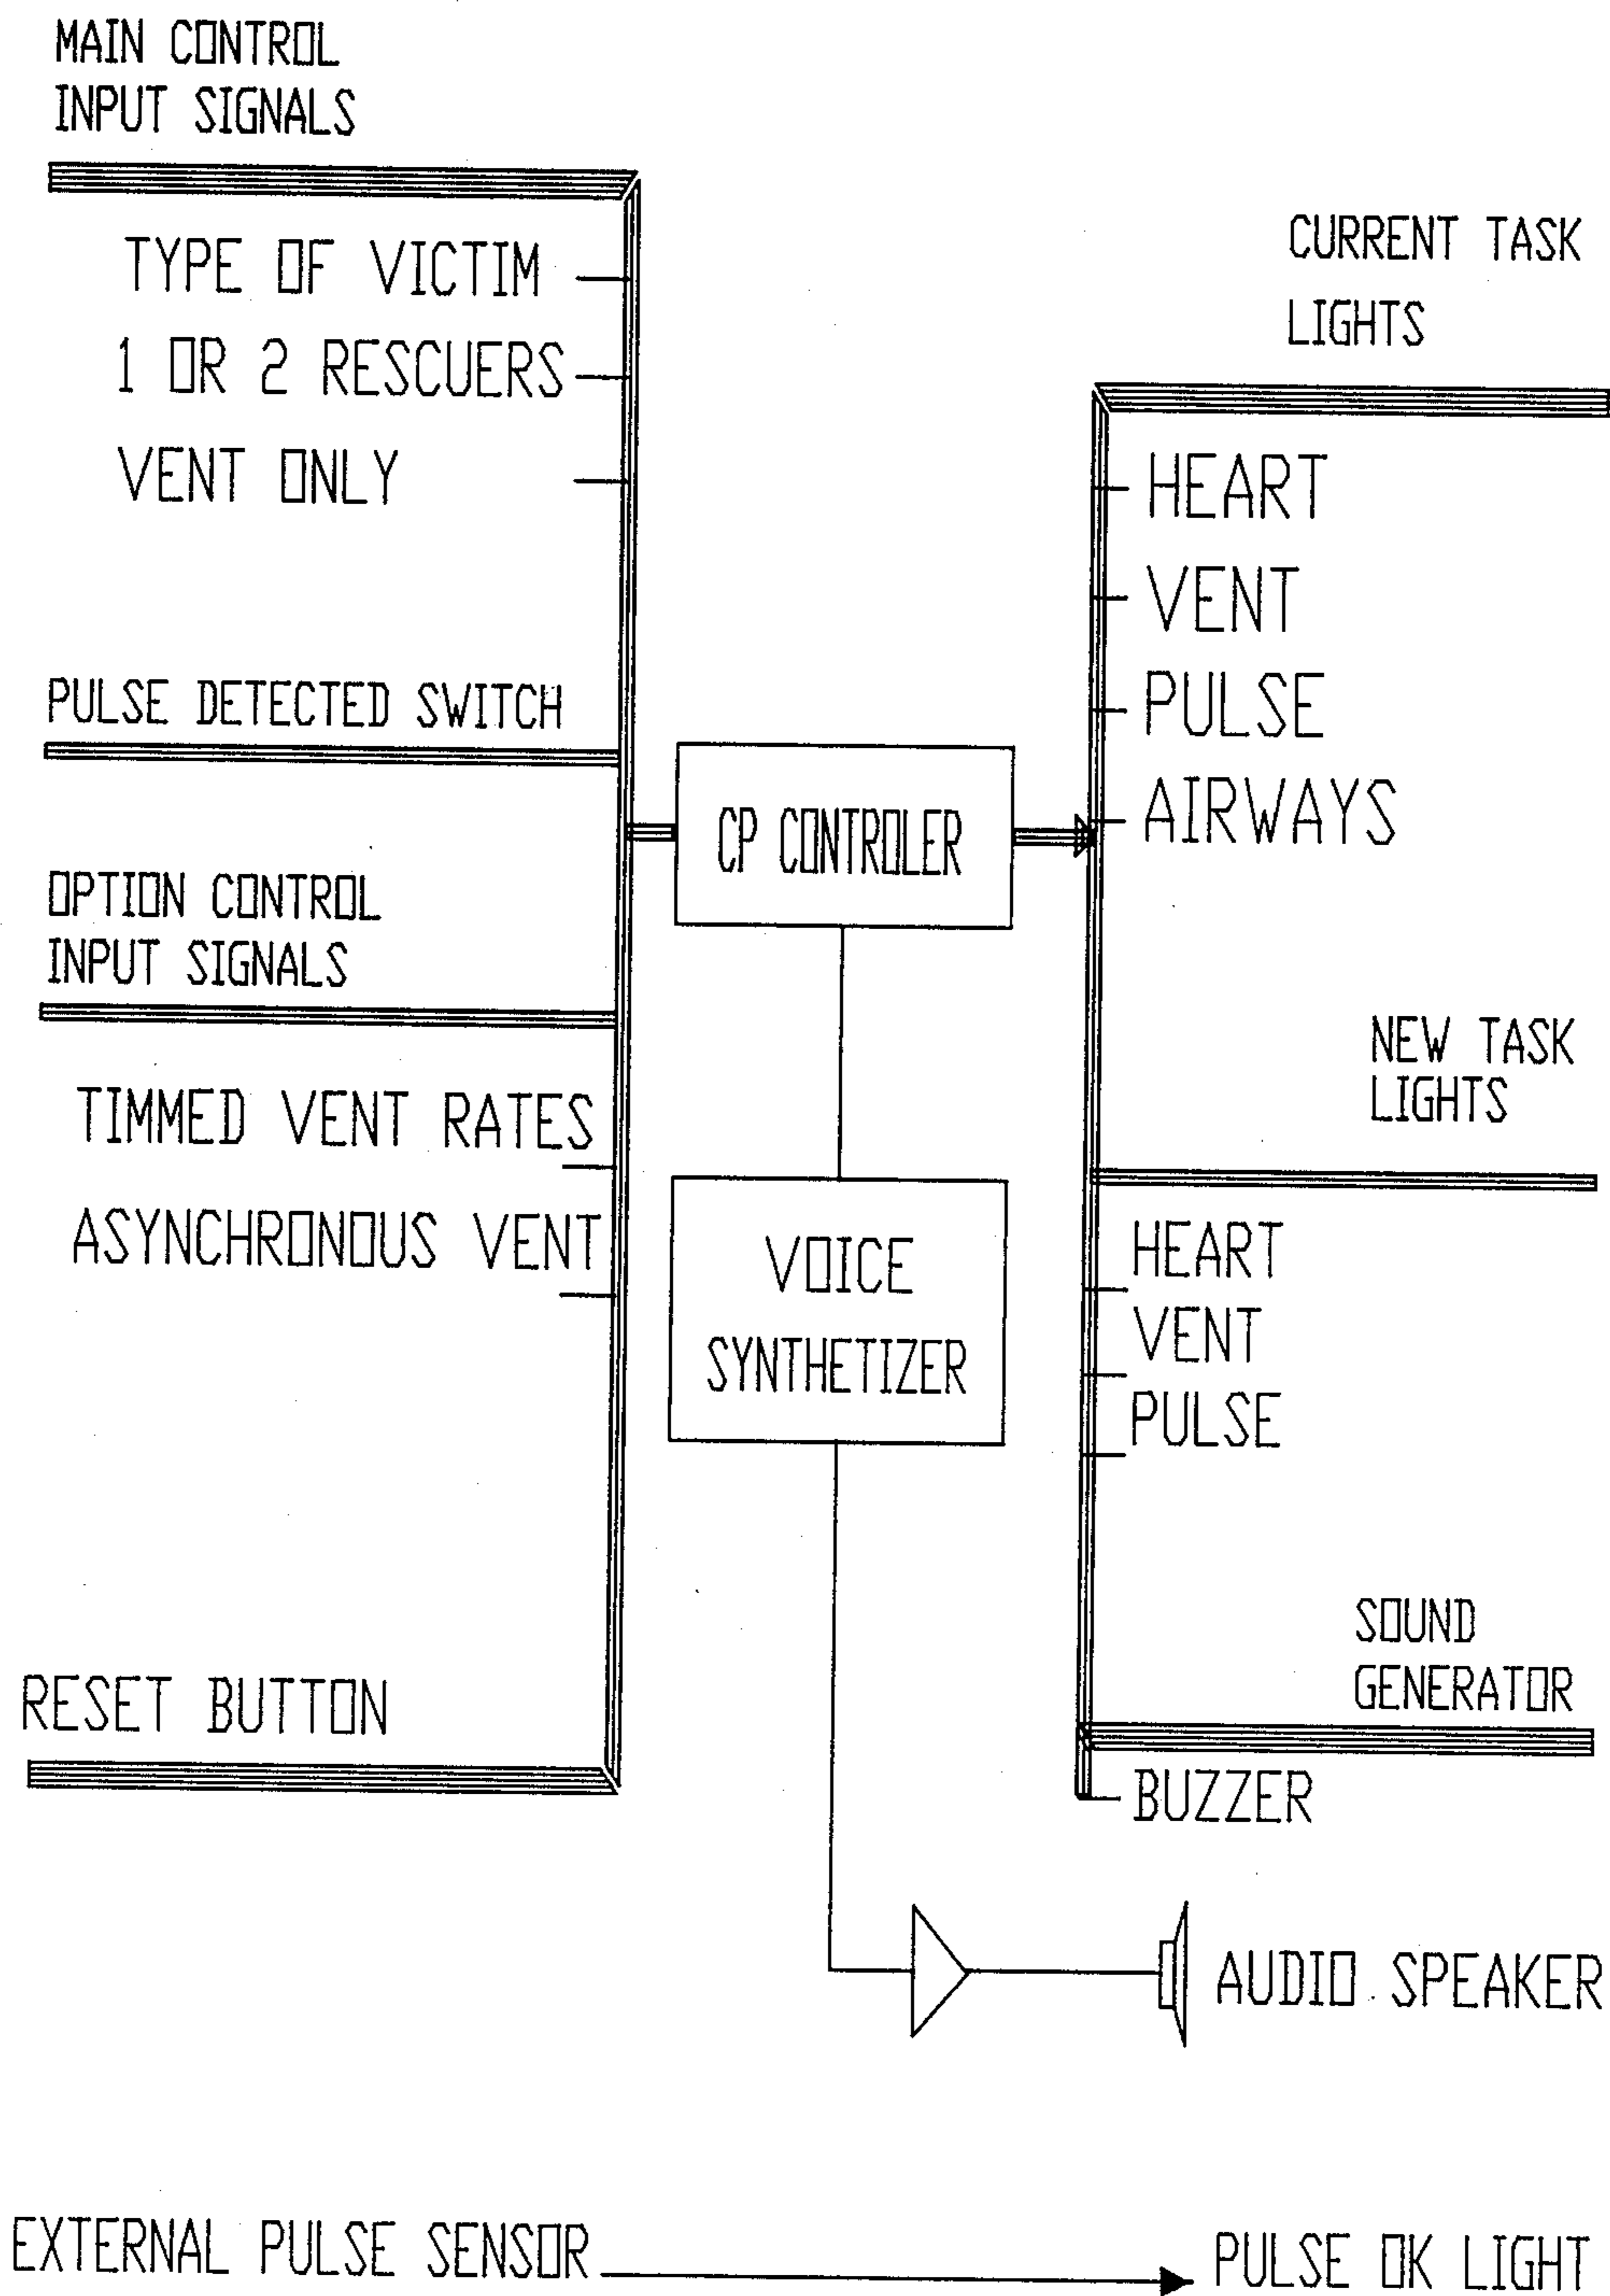 MAIN CONTROL
INPUT SIGNALS
TYPE OF VICTIM
1 OR 2 RESCUERS
VENT ONLY
PULSE DETECTED SWITCH
OPTION CONTROL
INPUT SIGNALS
TIMMED VENT RATES
ASYNCHRONOUS VENT
RESET BUTTON
CP CONTROLER
VOICE
SYNTHETIZER
CURRENT TASK
LIGHTS
HEART
VENT
PULSE
AIRWAYS
NEW TASK
LIGHTS
HEART
VENT
PULSE
SOUND
GENERATOR
BUZZER
AUDIO SPEAKER
EXTERNAL PULSE SENSOR
PULSE OK LIGHT